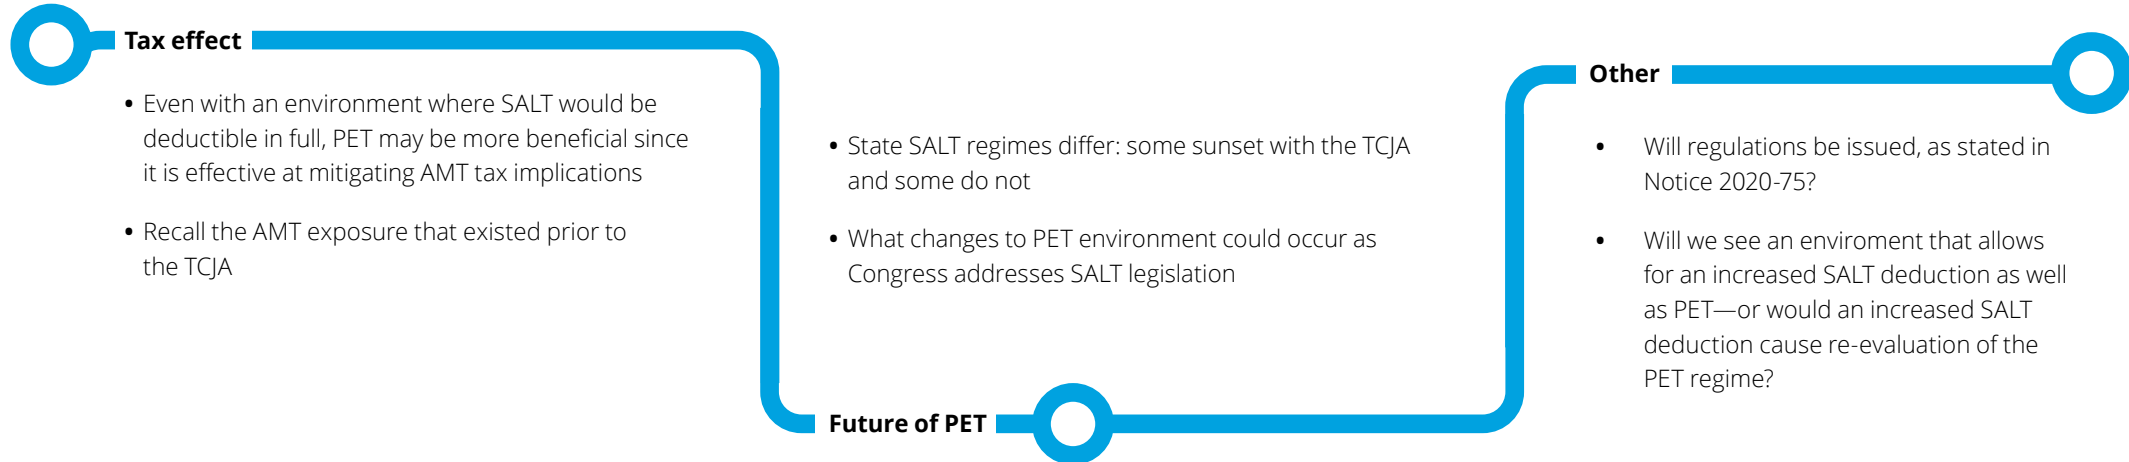 Tax effect
• Even with an environment where SALT would be
deductible in full, PET may be more beneficial since
it is effective at mitigating AMT tax implications
• Recall the AMT exposure that existed prior to
the TCJA
• State SALT regimes differ: some sunset with the TCJA
and some do not
• What changes to PET environment could occur as
Congress addresses SALT legislation
Future of PET
Other
• Will regulations be issued, as stated in
Notice 2020-75?
• Will we see an enviroment that allows
for an increased SALT deduction as well
as PET—or would an increased SALT
deduction cause re-evaluation of the
PET regime?